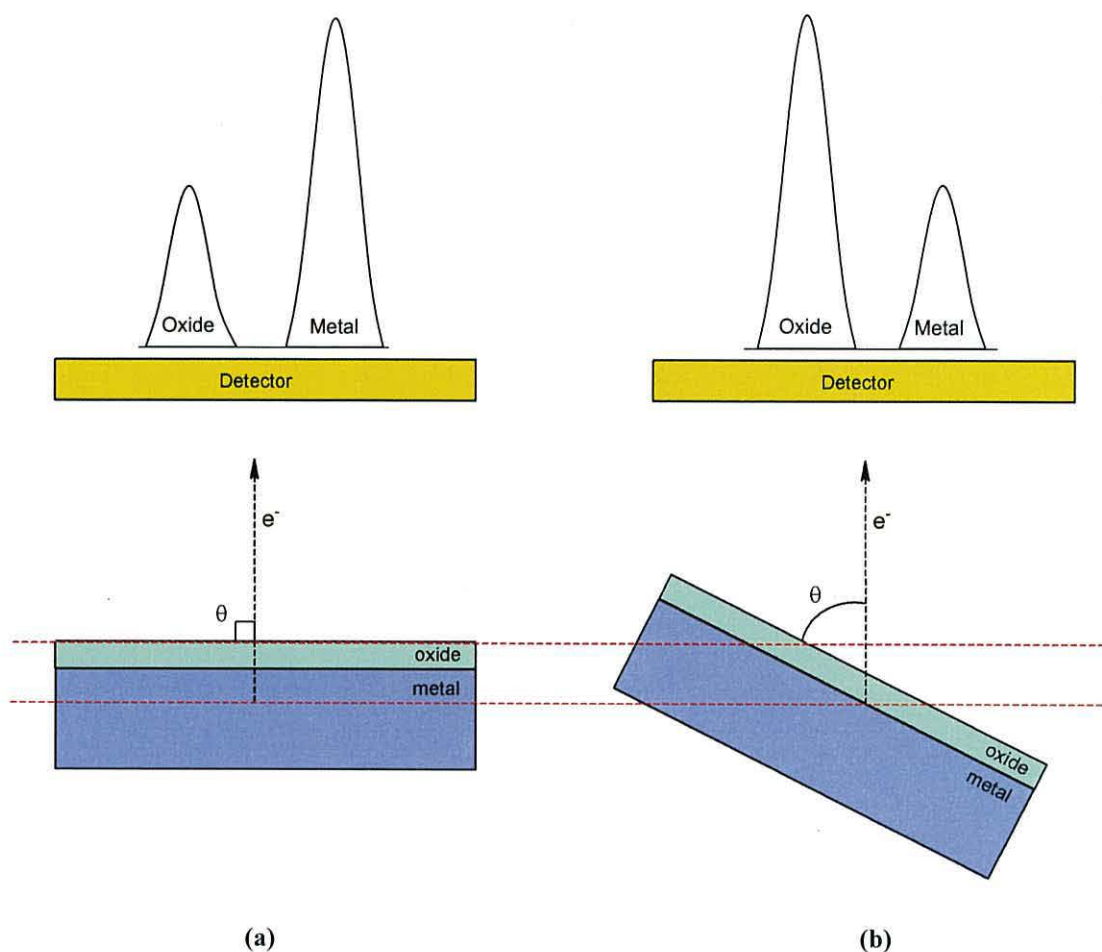 Oxide Metal
Detector
e-
θ
oxide
metal
(a)
Oxide Metal
Detector
e-
θ
oxide
metal
(b)